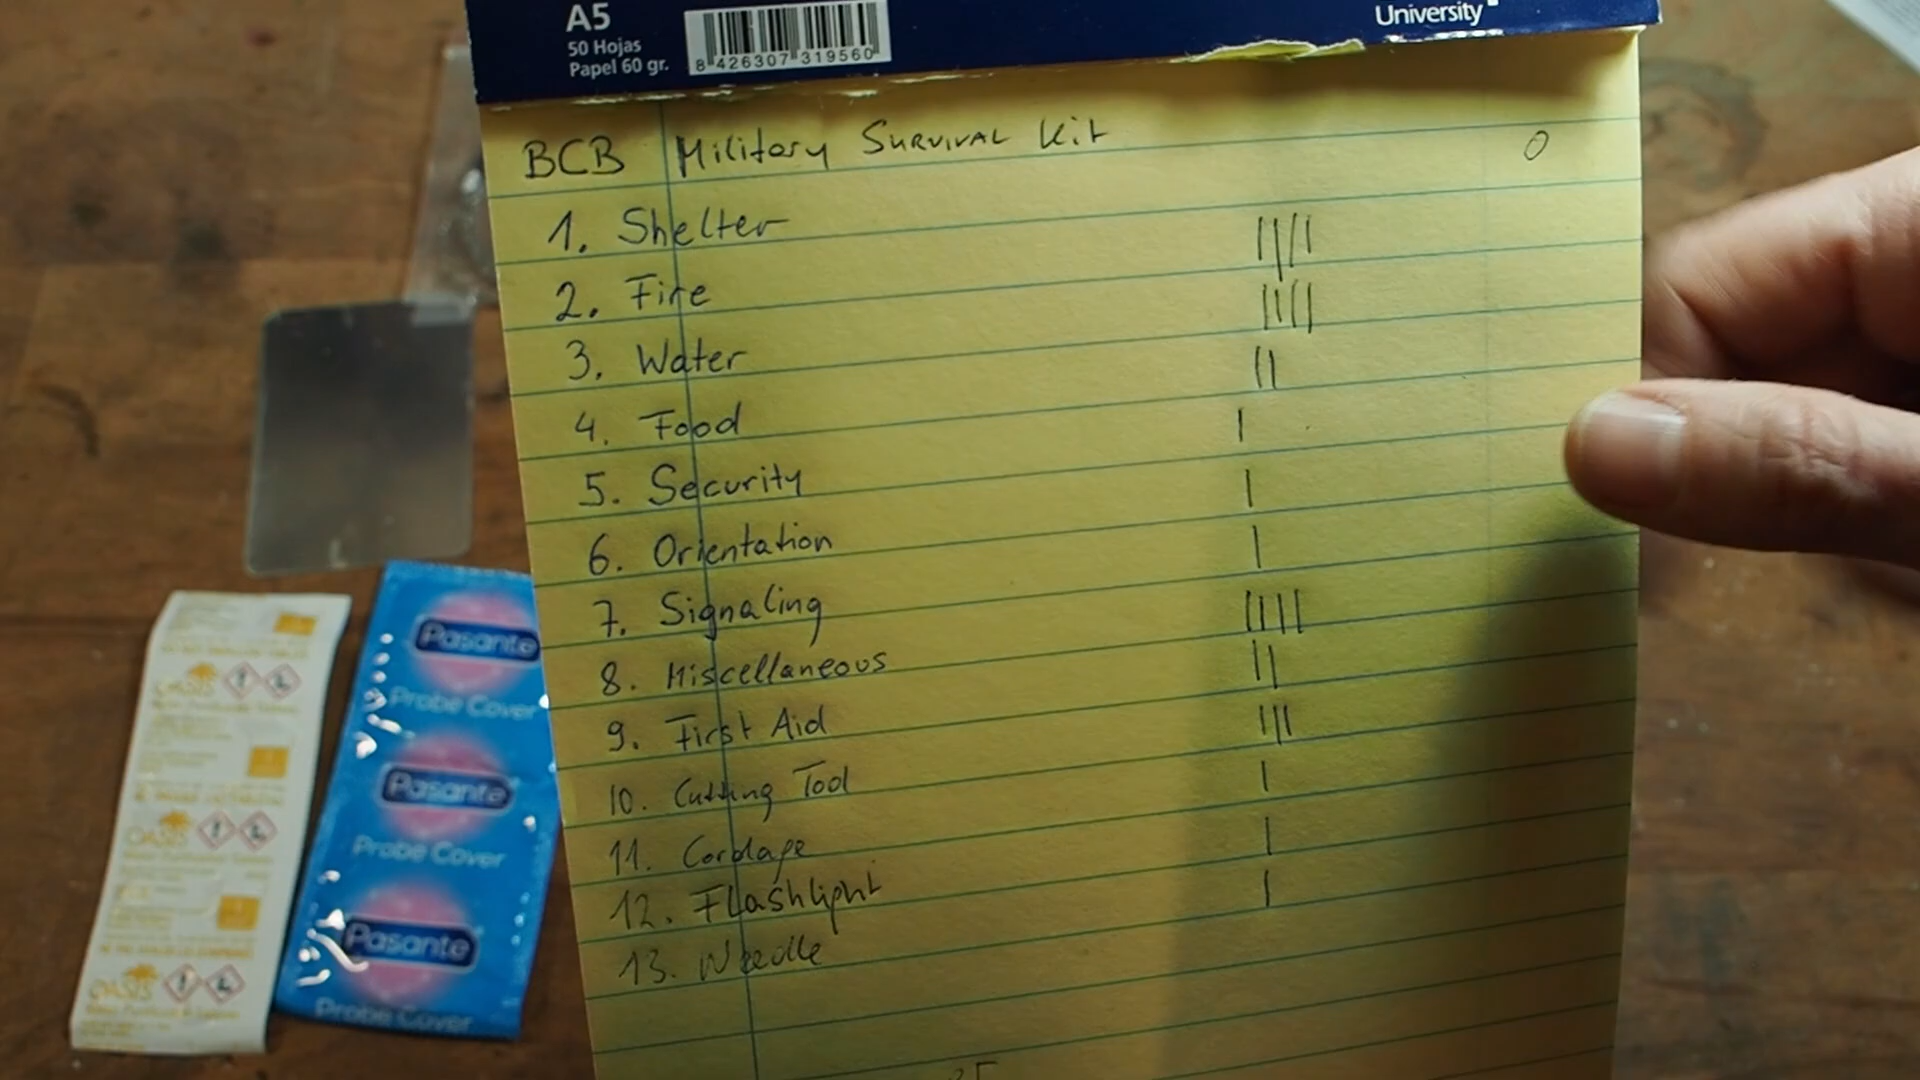 A5
50 Hojas
Papel 60 gr.
8 426307 319560
University
BCB Military Survival Kit 0
1. Shelter
2. Fire
3. Water
4. Food
5. Security
6. Orientation
7. Signaling
8. Miscellaneous
9. First Aid
10. Cutting Tool
11. Cordage
12. Flashlight
13. Needle
Pasante
Probe Cover
Pasante
Probe Cover
Pasante
Probe Cover
OASIS
OASIS
OASIS